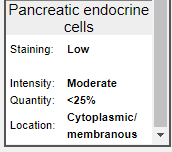 Pancreatic endocrine
cells
Staining: Low
Intensity: Moderate
Quantity: <25%
Location: Cytoplasmic/
membranous